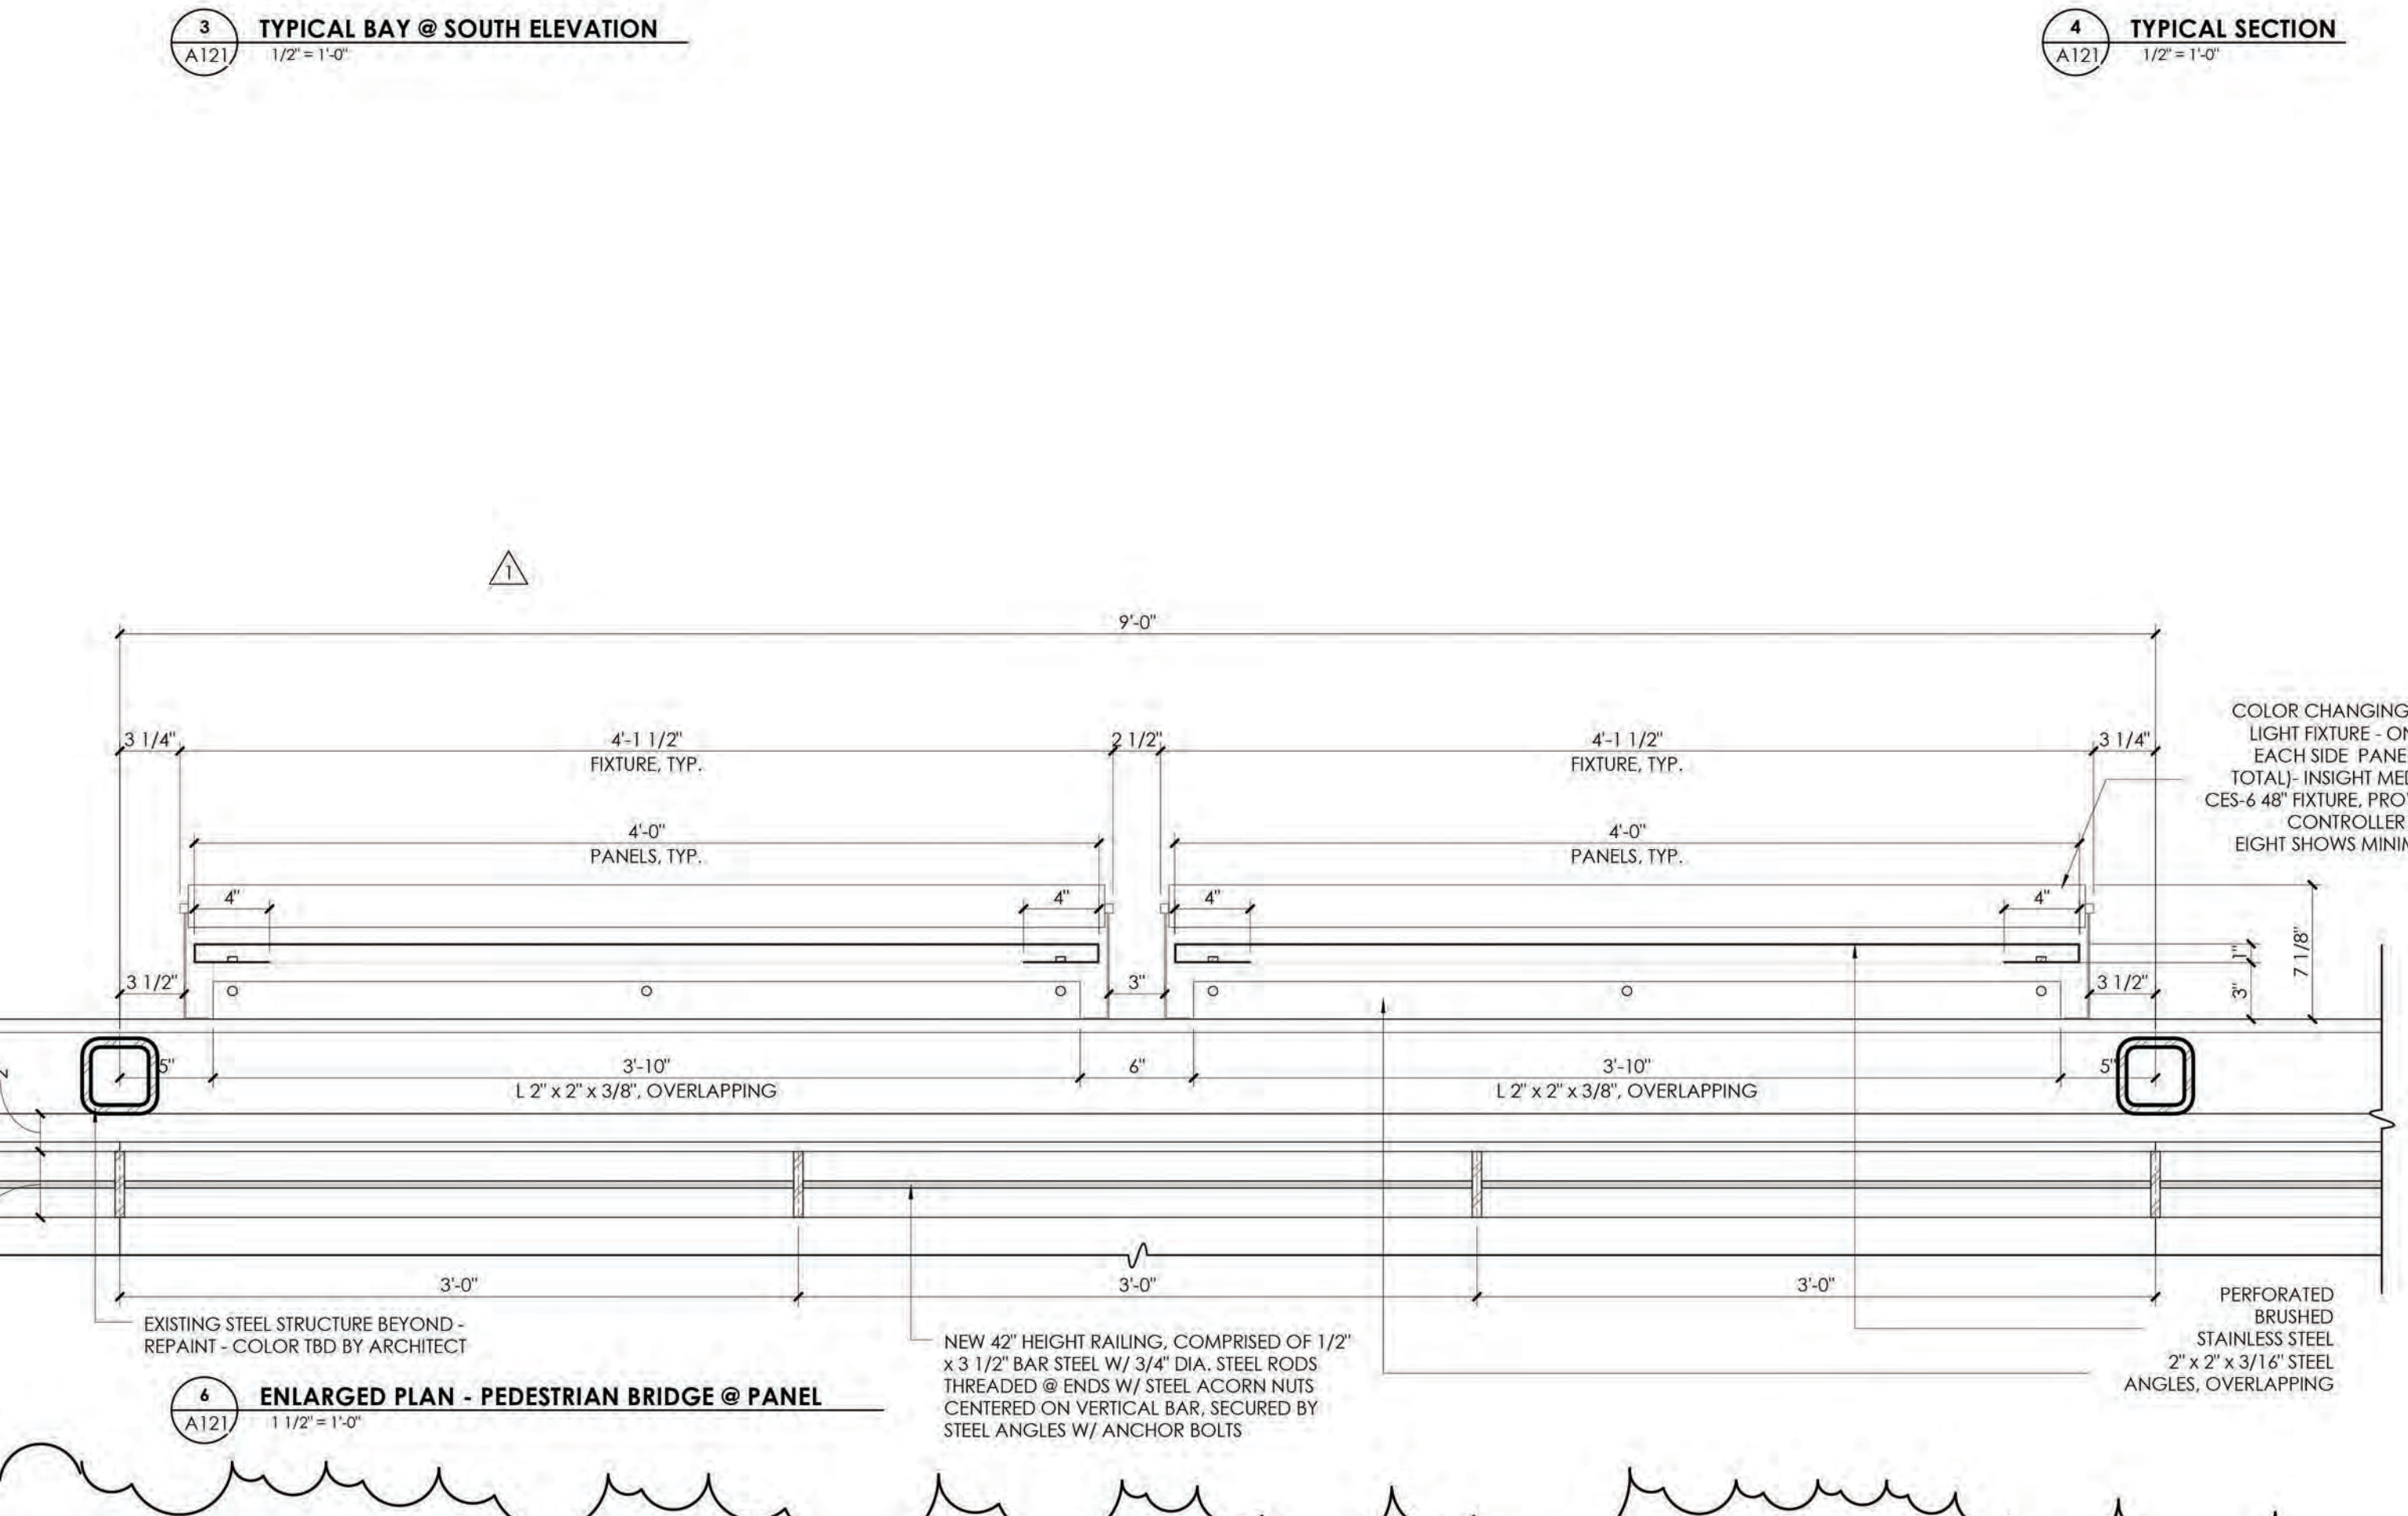 3
A121
TYPICAL BAY @ SOUTH ELEVATION
1/2" = 1'-0"
4
A121
TYPICAL SECTION
1/2" = 1'-0"
1
9'-0"
3 1/4"
4'-1 1/2"
FIXTURE, TYP.
2 1/2"
4'-1 1/2"
FIXTURE, TYP.
3 1/4"
COLOR CHANGING
LIGHT FIXTURE -
EACH SIDE
TOTAL)- INSIGHT
CES-6 48" FIXTURE,
CONTROLLER
EIGHT SHOWS
4'-0"
PANELS, TYP.
4'-0"
PANELS, TYP.
4"
4"
4"
4"
3 1/2"
3"
3 1/2"
1"
3"
7 1/8"
5"
3'-10"
L 2" x 2" x 3/8", OVERLAPPING
6"
3'-10"
L 2" x 2" x 3/8", OVERLAPPING
5"
3'-0"
3'-0"
3'-0"
EXISTING STEEL STRUCTURE BEYOND -
REPAINT - COLOR TBD BY ARCHITECT
NEW 42" HEIGHT RAILING, COMPRISED OF 1/2"
x 3 1/2" BAR STEEL W/ 3/4" DIA. STEEL RODS
THREADED @ ENDS W/ STEEL ACORN NUTS
CENTERED ON VERTICAL BAR, SECURED BY
STEEL ANGLES W/ ANCHOR BOLTS
PERFORATED
BRUSHED
STAINLESS STEEL
2" x 2" x 3/16" STEEL
ANGLES, OVERLAPPING
6
A121
ENLARGED PLAN - PEDESTRIAN BRIDGE @ PANEL
1 1/2" = 1'-0"